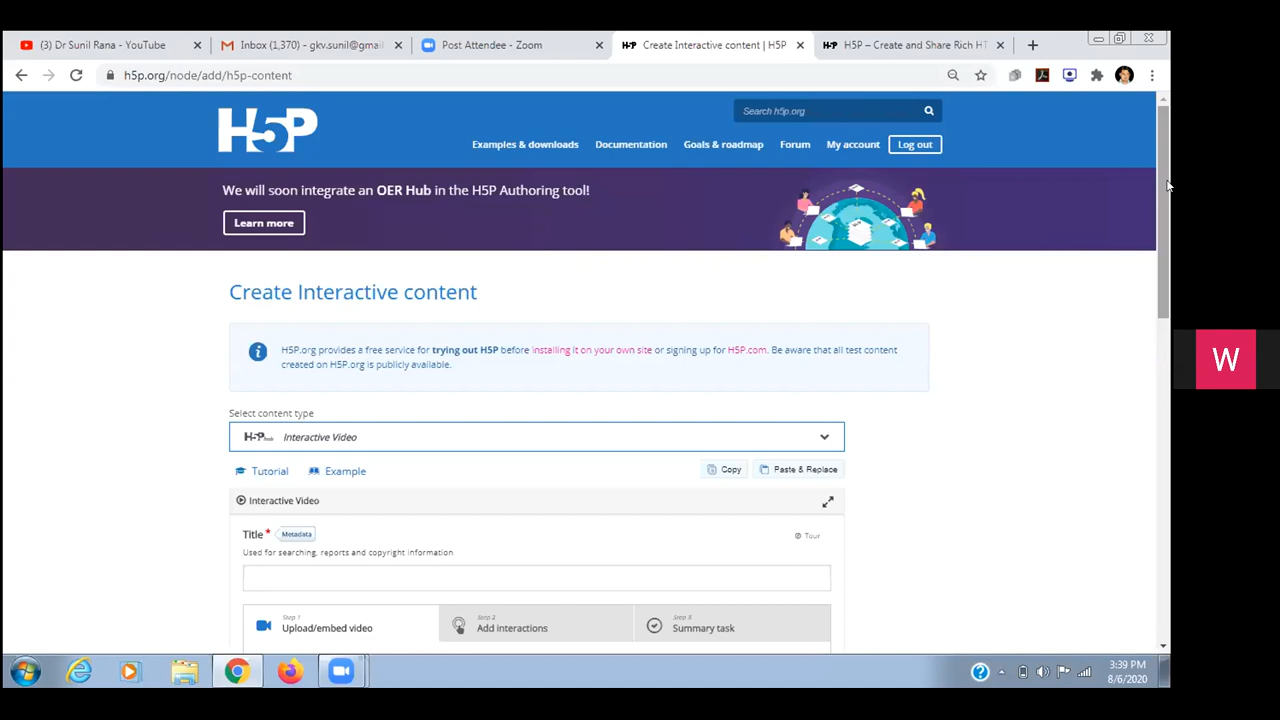 (3) Dr Sunil Rana - YouTube
Inbox (1,370) - gkv.sunil@gmail
Post Attendee - Zoom
Create Interactive content | H5P
H5P – Create and Share Rich HT
h5p.org/node/add/h5p-content
H5P
Search h5p.org
Examples & downloads Documentation Goals & roadmap Forum My account Log out
We will soon integrate an OER Hub in the H5P Authoring tool!
Learn more
Create Interactive content
H5P.org provides a free service for trying out H5P before installing it on your own site or signing up for H5P.com. Be aware that all test content
created on H5P.org is publicly available.
Select content type
H5P hub Interactive Video
Tutorial Example Copy Paste & Replace
Interactive Video
Title * Metadata Tour
Used for searching, reports and copyright information
Step 1 Step 2 Step 3
Upload/embed video Add interactions Summary task
W
3:39 PM
8/6/2020